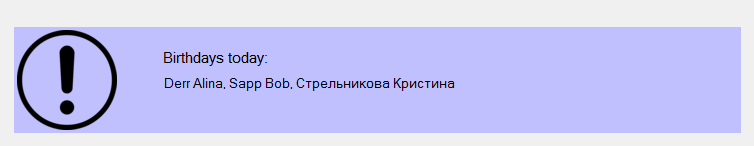 Birthdays today:
Derr Alina, Sapp Bob, Стрельникова Кристина